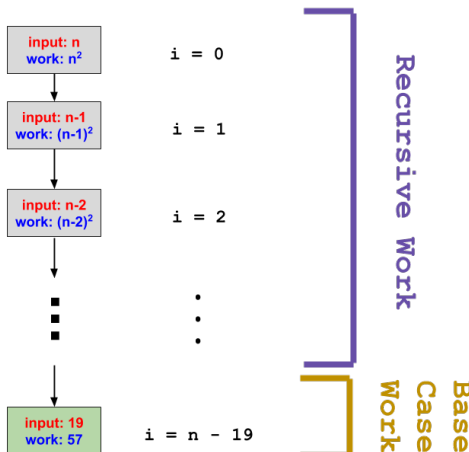 input: n
work: n²
i = 0
input: n-1
work: (n-1)²
i = 1
input: n-2
work: (n-2)²
i = 2
input: 19
work: 57
i = n - 19
Recursive Work
Base
Case
Work